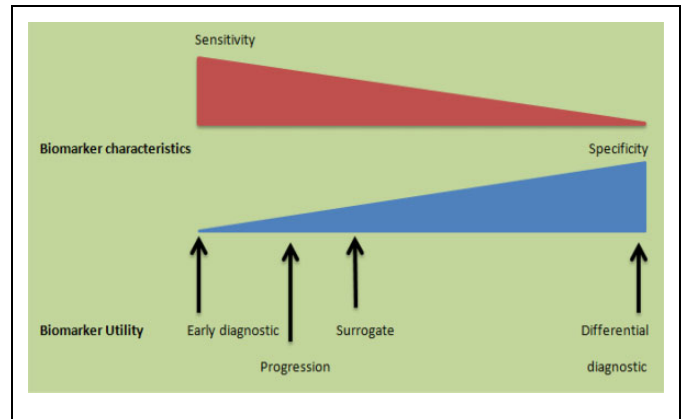 Sensitivity
Biomarker characteristics
Specificity
Biomarker Utility
Early diagnostic
Surrogate
Differential
Progression
diagnostic